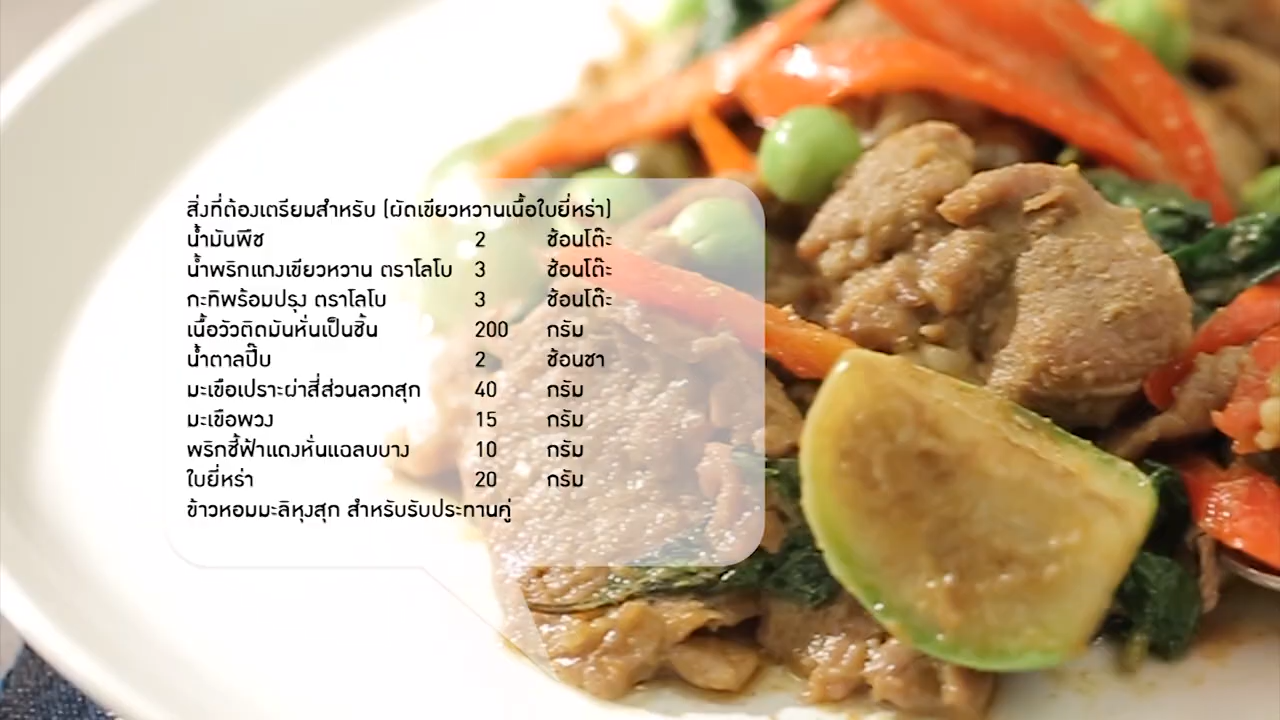 สิ่งที่ต้องเตรียมสำหรับ (ผัดเขียวหวานเนื้อใบยี่หร่า)
น้ำมันพืช 2 ช้อนโต๊ะ
น้ำพริกแกงเขียวหวาน ตราโลโบ 3 ช้อนโต๊ะ
กะทิพร้อมปรุง ตราโลโบ 3 ช้อนโต๊ะ
เนื้อวัวติดมันหั่นเป็นชิ้น 200 กรัม
น้ำตาลปี๊บ 2 ช้อนชา
มะเขือเปราะผ่าสี่ส่วนลวกสุก 40 กรัม
มะเขือพวง 15 กรัม
พริกชี้ฟ้าแดงหั่นแฉลบบาง 10 กรัม
ใบยี่หร่า 20 กรัม
ข้าวหอมมะลิหุงสุก สำหรับรับประทานคู่